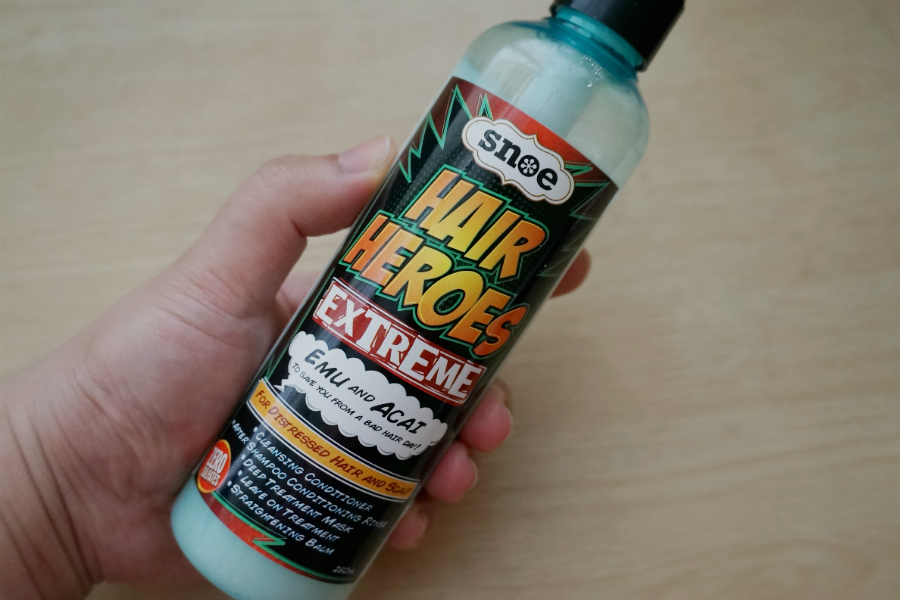 snoe
HAIR
HEROES
EXTREME
EMU AND ACAI
TO SAVE YOU FROM A BAD HAIR DAY!
FOR DISTRESSED HAIR AND SCALP
• CLEANSING CONDITIONER
• AFTER SHAMPOO CONDITIONING RINSE
• DEEP TREATMENT MASK
• LEAVE ON TREATMENT
• STRAIGHTENING BALM
ZERO